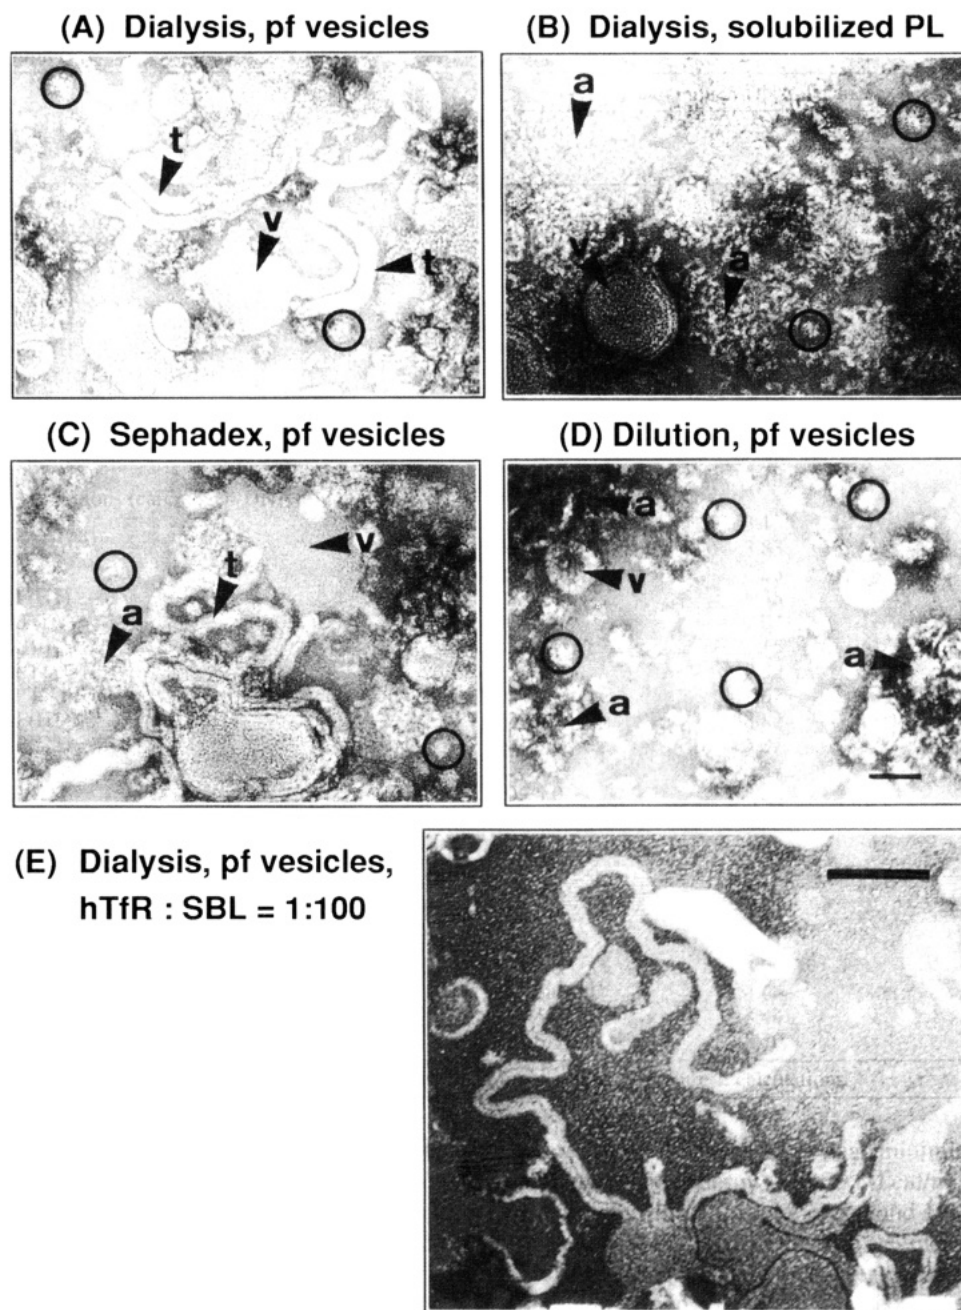 (A) Dialysis, pf vesicles
(B) Dialysis, solubilized PL
t
v
t
a
v
a
(C) Sephadex, pf vesicles
(D) Dilution, pf vesicles
v
t
a
a
v
a
a
(E) Dialysis, pf vesicles,
hTfR : SBL = 1:100